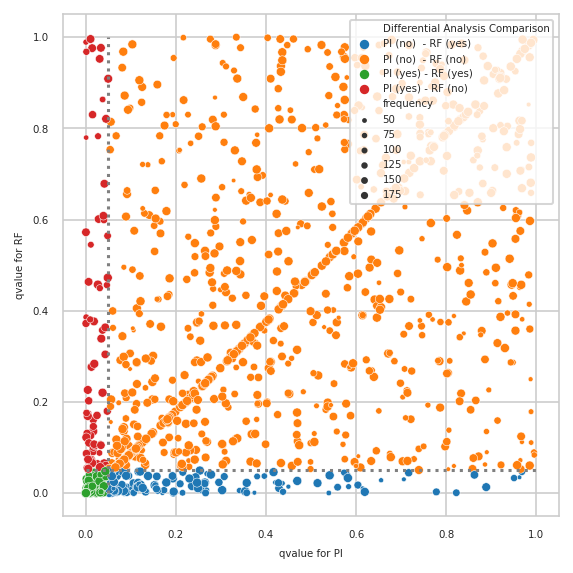 Differential Analysis Comparison
PI (no)  - RF (yes)
PI (no)  - RF (no)
PI (yes) - RF (yes)
PI (yes) - RF (no)
frequency
50
75
100
125
150
175
1.0
0.8
0.6
0.4
0.2
0.0
qvalue for RF
0.0 0.2 0.4 0.6 0.8 1.0
qvalue for PI